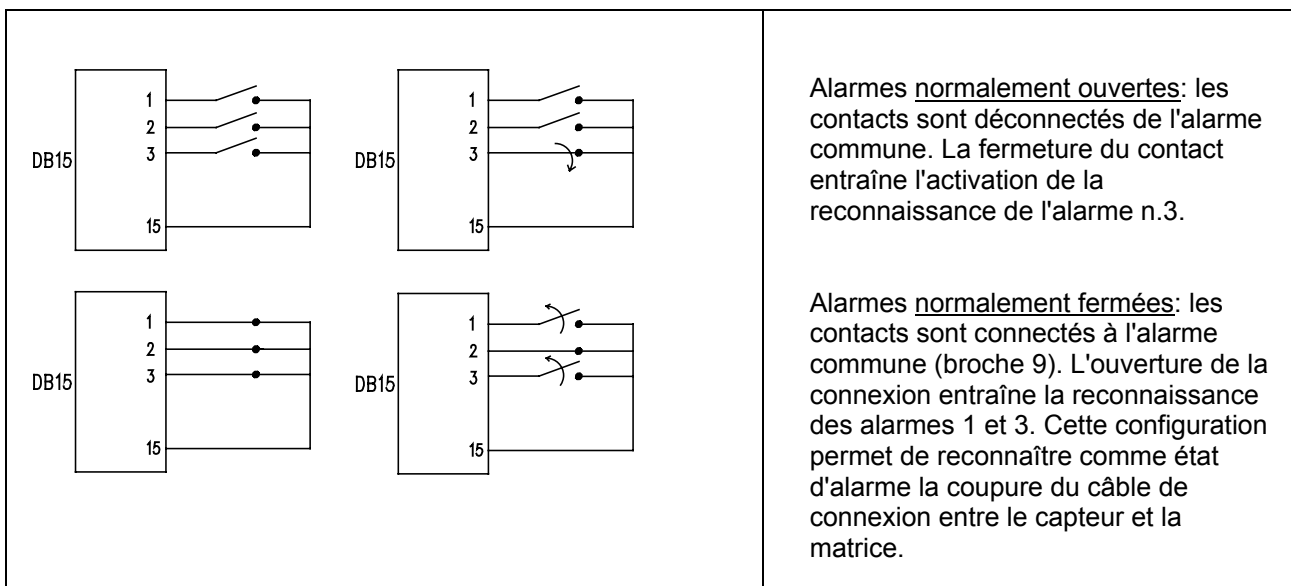 1
2
3
DB15
15
1
2
3
DB15
15
1
2
3
DB15
15
1
2
3
DB15
15
Alarmes normalement ouvertes: les
contacts sont déconnectés de l'alarme
commune. La fermeture du contact
entraîne l'activation de la
reconnaissance de l'alarme n.3.
Alarmes normalement fermées: les
contacts sont connectés à l'alarme
commune (broche 9). L'ouverture de la
connexion entraîne la reconnaissance
des alarmes 1 et 3. Cette configuration
permet de reconnaître comme état
d'alarme la coupure du câble de
connexion entre le capteur et la
matrice.